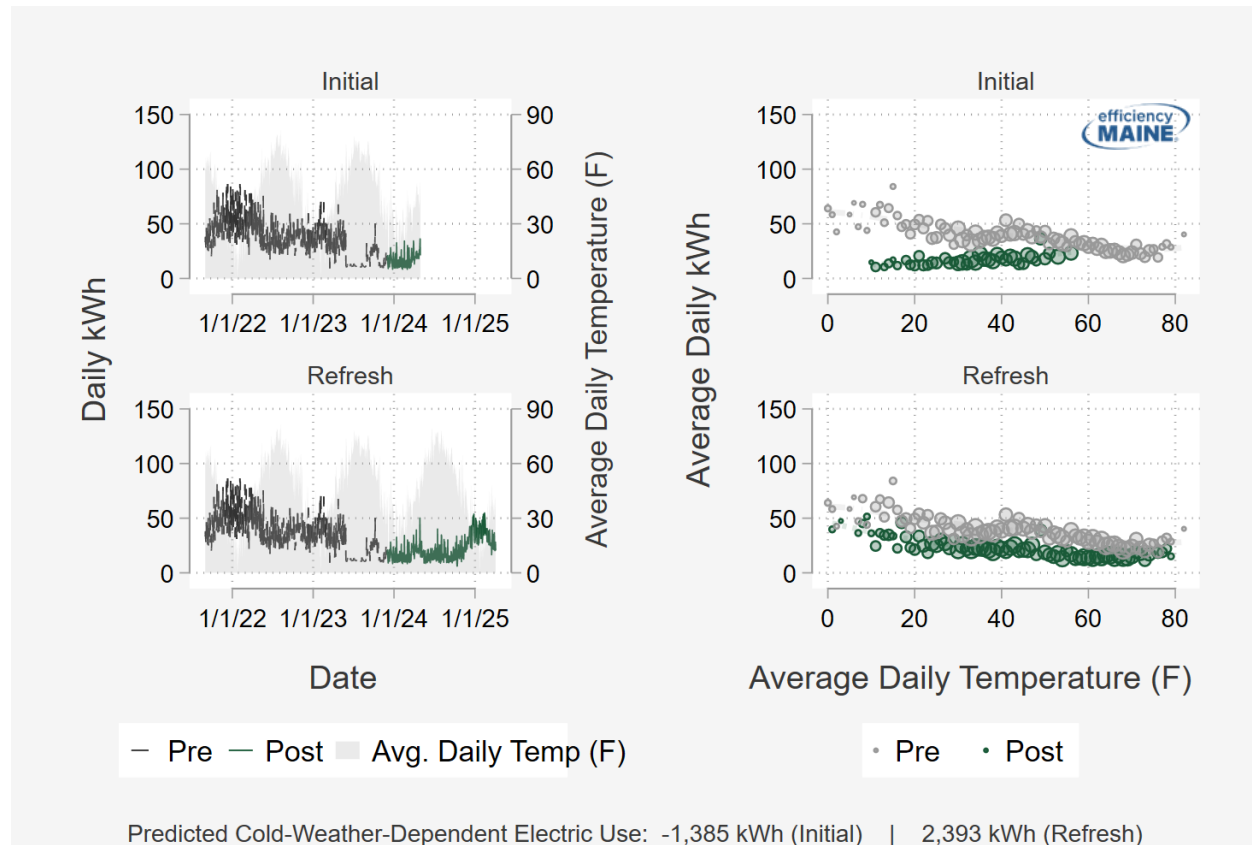 Initial
Initial
efficiency
MAINE
150
100
50
0
90
60
30
0
1/1/22 1/1/23 1/1/24 1/1/25
150
100
50
0
0 20 40 60 80
Daily kWh
Average Daily Temperature (F)
Average Daily kWh
Refresh
Refresh
150
100
50
0
90
60
30
0
1/1/22 1/1/23 1/1/24 1/1/25
150
100
50
0
0 20 40 60 80
Date
Average Daily Temperature (F)
Pre Post Avg. Daily Temp (F)
Pre Post
Predicted Cold-Weather-Dependent Electric Use: -1,385 kWh (Initial) | 2,393 kWh (Refresh)